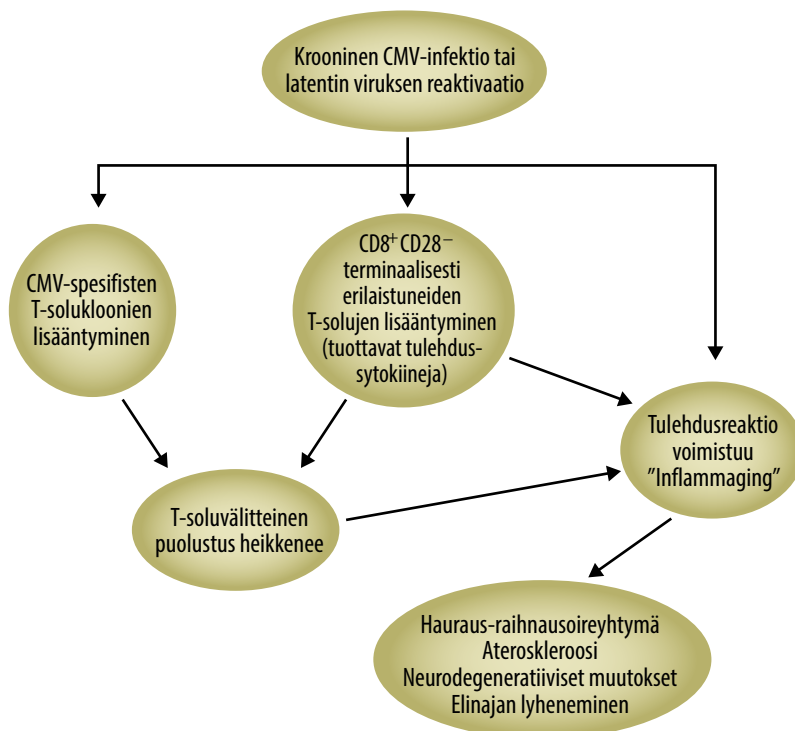 Krooninen CMV-infektio tai
latentin viruksen reaktivaatio
CMV-spesifisten
T-solukloonien
lisääntyminen
CD8⁺ CD28⁻
terminaalisesti
erilaistuneiden
T-solujen lisääntyminen
(tuottavat tulehdus-
sytokiineja)
Tulehdusreaktio
voimistuu
”Inflammaging”
T-soluvälitteinen
puolustus heikkenee
Hauraus-raihnausoireyhtymä
Ateroskleroosi
Neurodegeneratiiviset muutokset
Elinajan lyheneminen